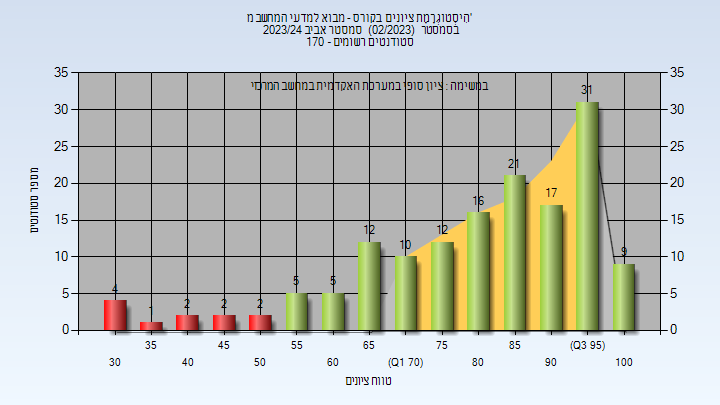 היסטוגרמת ציונים בקורס - מבוא למדעי המחשב מ'
בסמסטר (02/2023) סמסטר אביב 2023/24
סטודנטים רשומים - 170
במשימה : ציון סופי במערכת האקדמית במחשב המרכזי
מספר סטודנטים
35 35
30 30
25 25
20 20
15 15
10 10
5 5
0 0
4 1 2 2 2 5 5 12 10 12 16 21 17 31 9
35 45 55 65 75 85 (Q3 95)
30 40 50 60 (Q1 70) 80 90 100
טווח ציונים